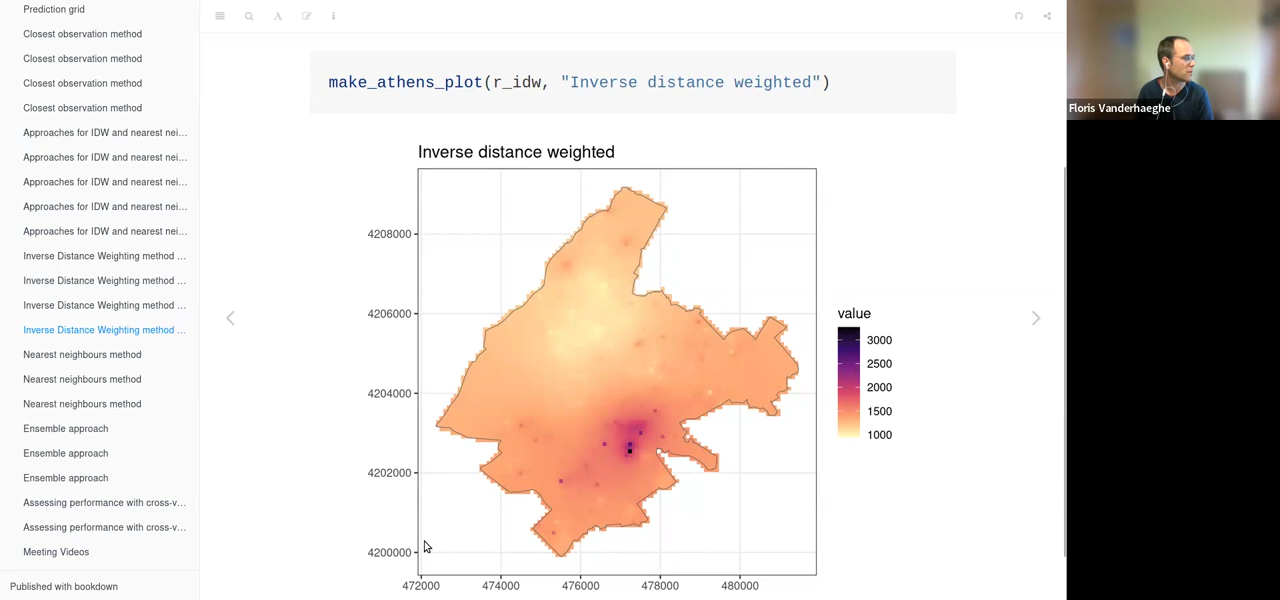 Prediction grid
Closest observation method
Closest observation method
Closest observation method
Closest observation method
Approaches for IDW and nearest nei...
Approaches for IDW and nearest nei...
Approaches for IDW and nearest nei...
Approaches for IDW and nearest nei...
Approaches for IDW and nearest nei...
Inverse Distance Weighting method ...
Inverse Distance Weighting method ...
Inverse Distance Weighting method ...
Inverse Distance Weighting method ...
Nearest neighbours method
Nearest neighbours method
Nearest neighbours method
Ensemble approach
Ensemble approach
Ensemble approach
Assessing performance with cross-v...
Assessing performance with cross-v...
Meeting Videos
Published with bookdown
A
i
make_athens_plot(r_idw, "Inverse distance weighted")
Inverse distance weighted
4208000
4206000
4204000
4202000
4200000
472000 474000 476000 478000 480000
value
3000
2500
2000
1500
1000
Floris Vanderhaeghe